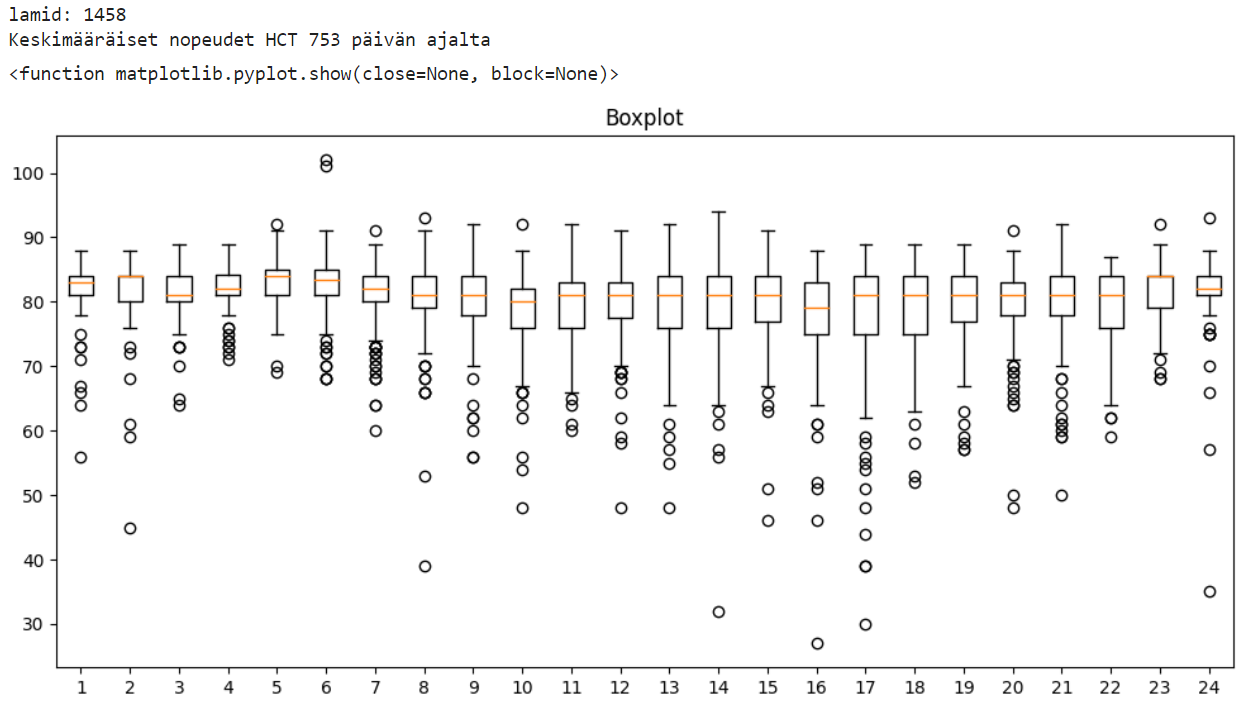 lamid: 1458
Keskimääräiset nopeudet HCT 753 päivän ajalta
<function matplotlib.pyplot.show(close=None, block=None)>
Boxplot
100
90
80
70
60
50
40
30
1 2 3 4 5 6 7 8 9 10 11 12 13 14 15 16 17 18 19 20 21 22 23 24